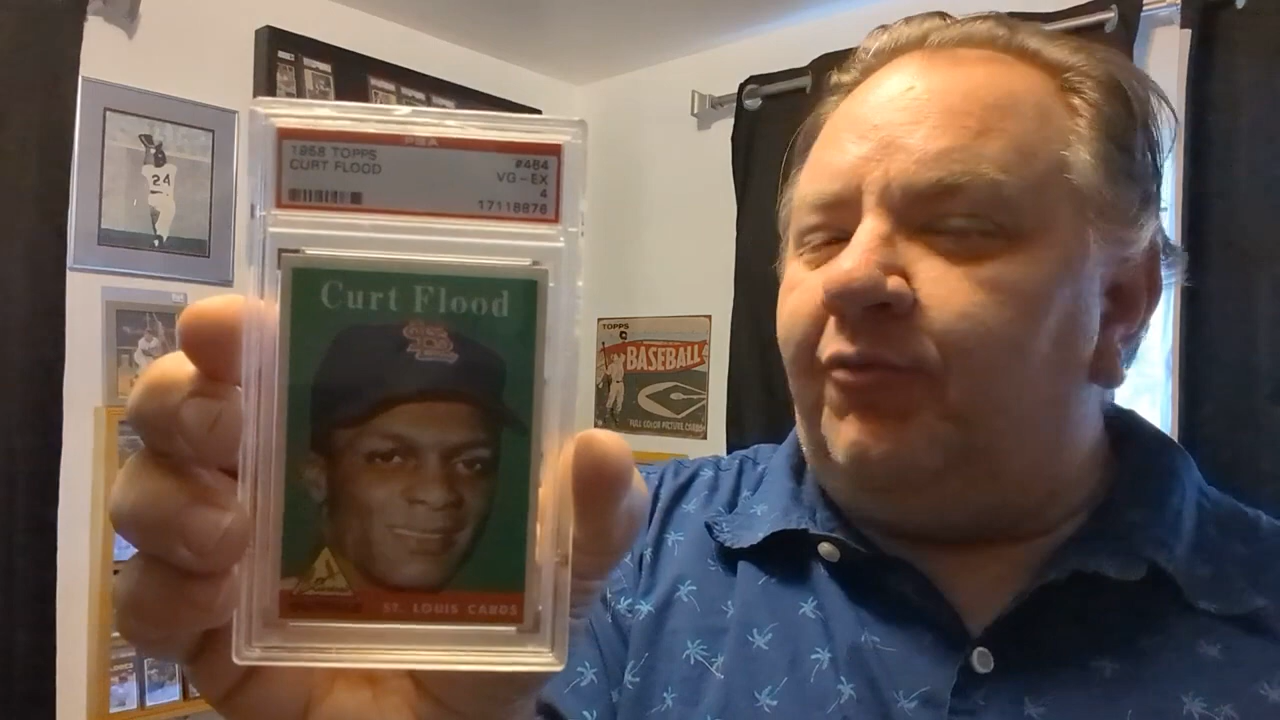 PSA
1958 TOPPS
CURT FLOOD
#464
VG - EX
4
17118876
Curt Flood
ST. LOUIS CARDS
24
TOPPS
BASEBALL
FULL COLOR PICTURE CARDS